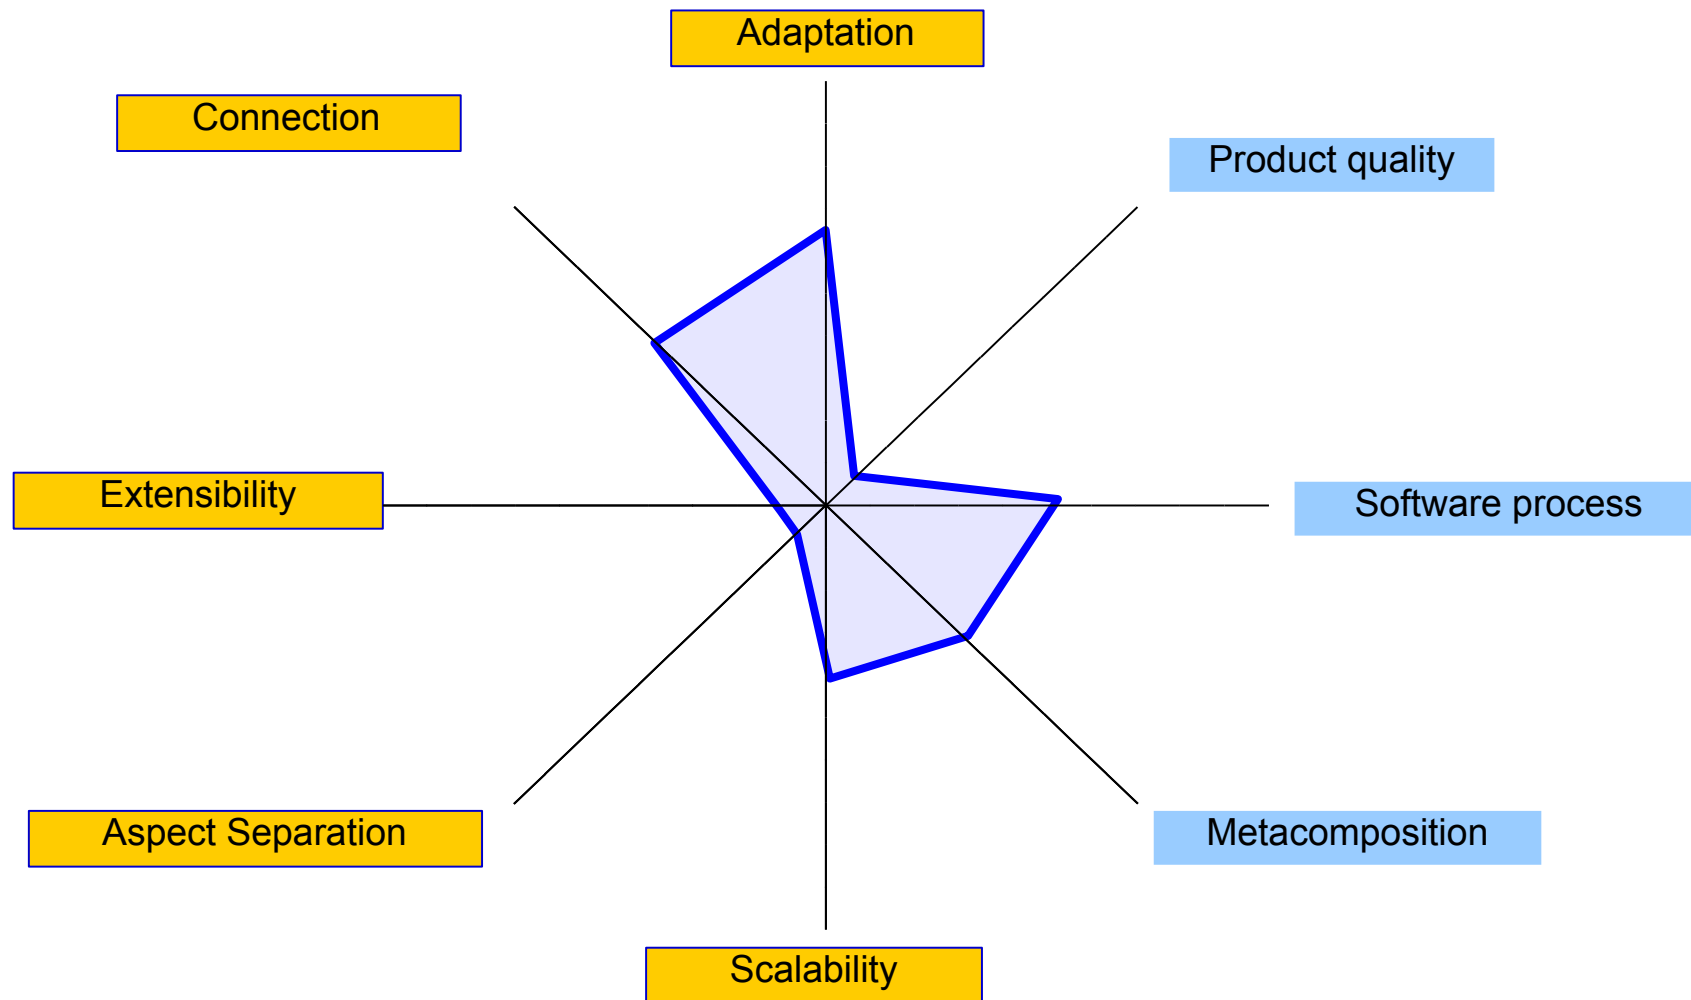 Adaptation
Connection
Product quality
Extensibility
Software process
Aspect Separation
Metacomposition
Scalability